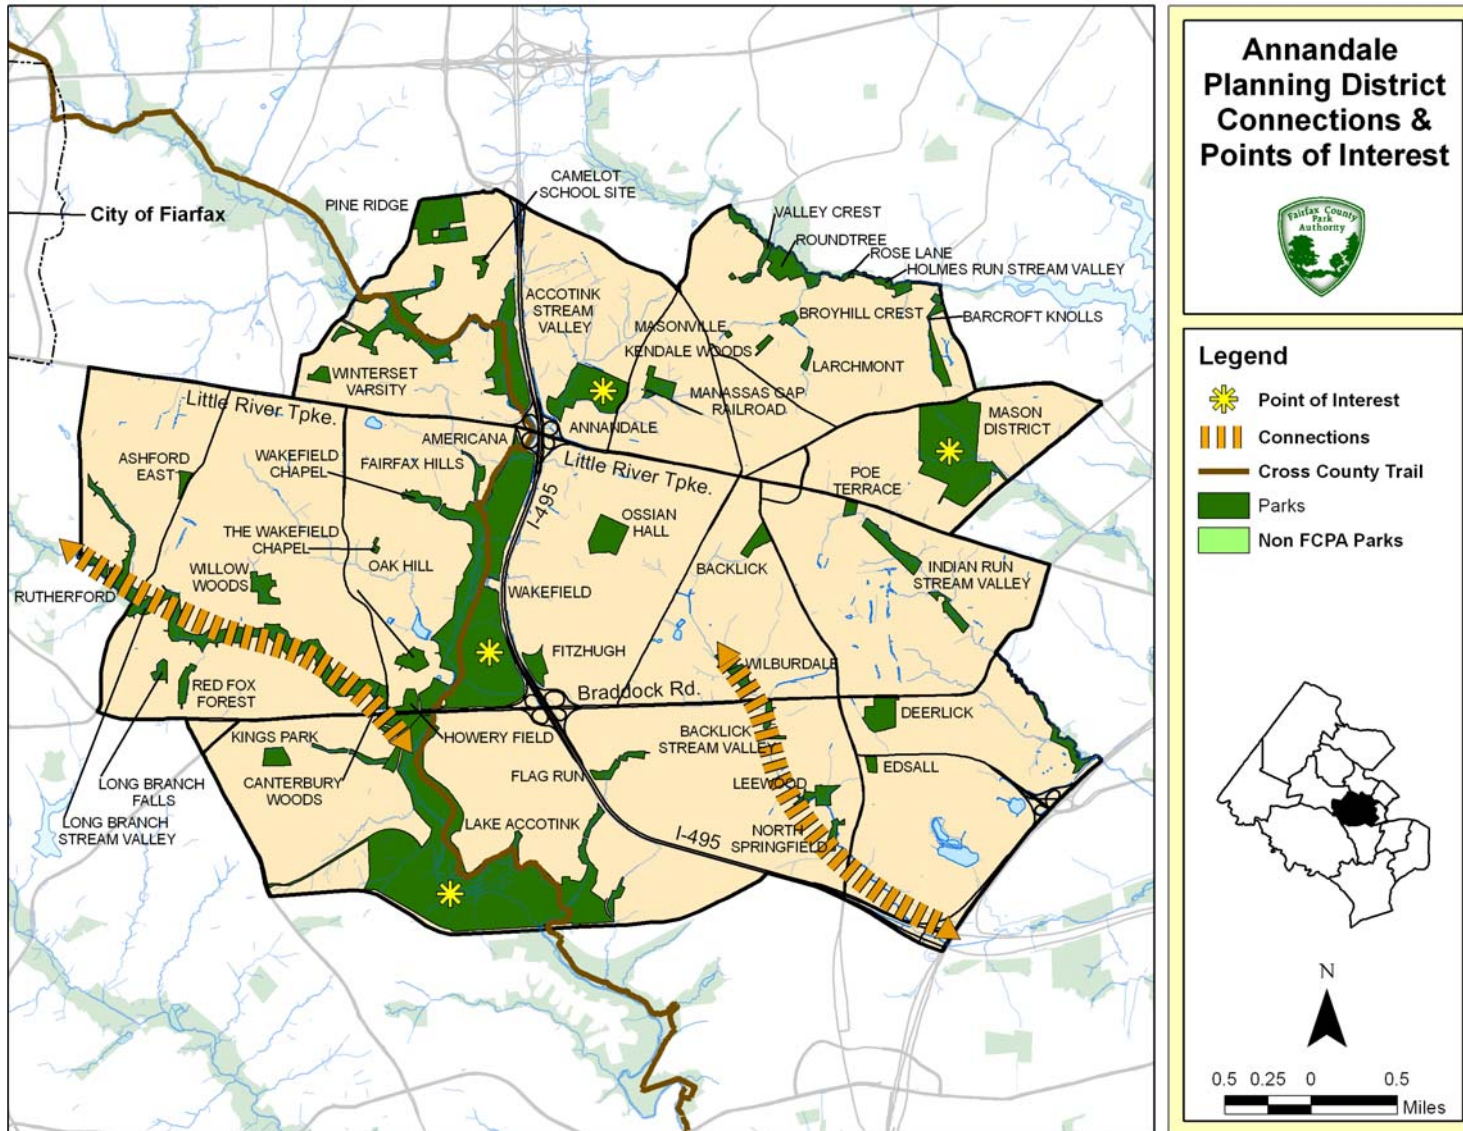 Annandale
Planning District
Connections &
Points of Interest
Fairfax County
Park
Authority
Legend
Point of Interest
Connections
Cross County Trail
Parks
Non FCPA Parks
N
0.5 0.25 0 0.5
Miles
City of Fiarfax
PINE RIDGE
CAMELOT
SCHOOL SITE
VALLEY CREST
ROUNDTREE
ROSE LANE
HOLMES RUN STREAM VALLEY
ACCOTINK
STREAM
VALLEY
MASONVILLE
KENDALE WOODS
BROYHILL CREST
BARCROFT KNOLLS
LARCHMONT
WINTERSET
VARSITY
MANASSAS GAP
RAILROAD
Little River Tpke.
AMERICANA
ANNANDALE
MASON
DISTRICT
ASHFORD
EAST
WAKEFIELD
CHAPEL
FAIRFAX HILLS
Little River Tpke.
POE
TERRACE
I-495
OSSIAN
HALL
THE WAKEFIELD
CHAPEL
OAK HILL
WILLOW
WOODS
BACKLICK
INDIAN RUN
STREAM VALLEY
RUTHERFORD
WAKEFIELD
FITZHUGH
WILBURDALE
RED FOX
FOREST
Braddock Rd.
DEERLICK
KINGS PARK
HOWERY FIELD
BACKLICK
STREAM VALLEY
EDSALL
LONG BRANCH
FALLS
CANTERBURY
WOODS
FLAG RUN
LEEWOOD
LONG BRANCH
STREAM VALLEY
LAKE ACCOTINK
I-495
NORTH
SPRINGFIELD